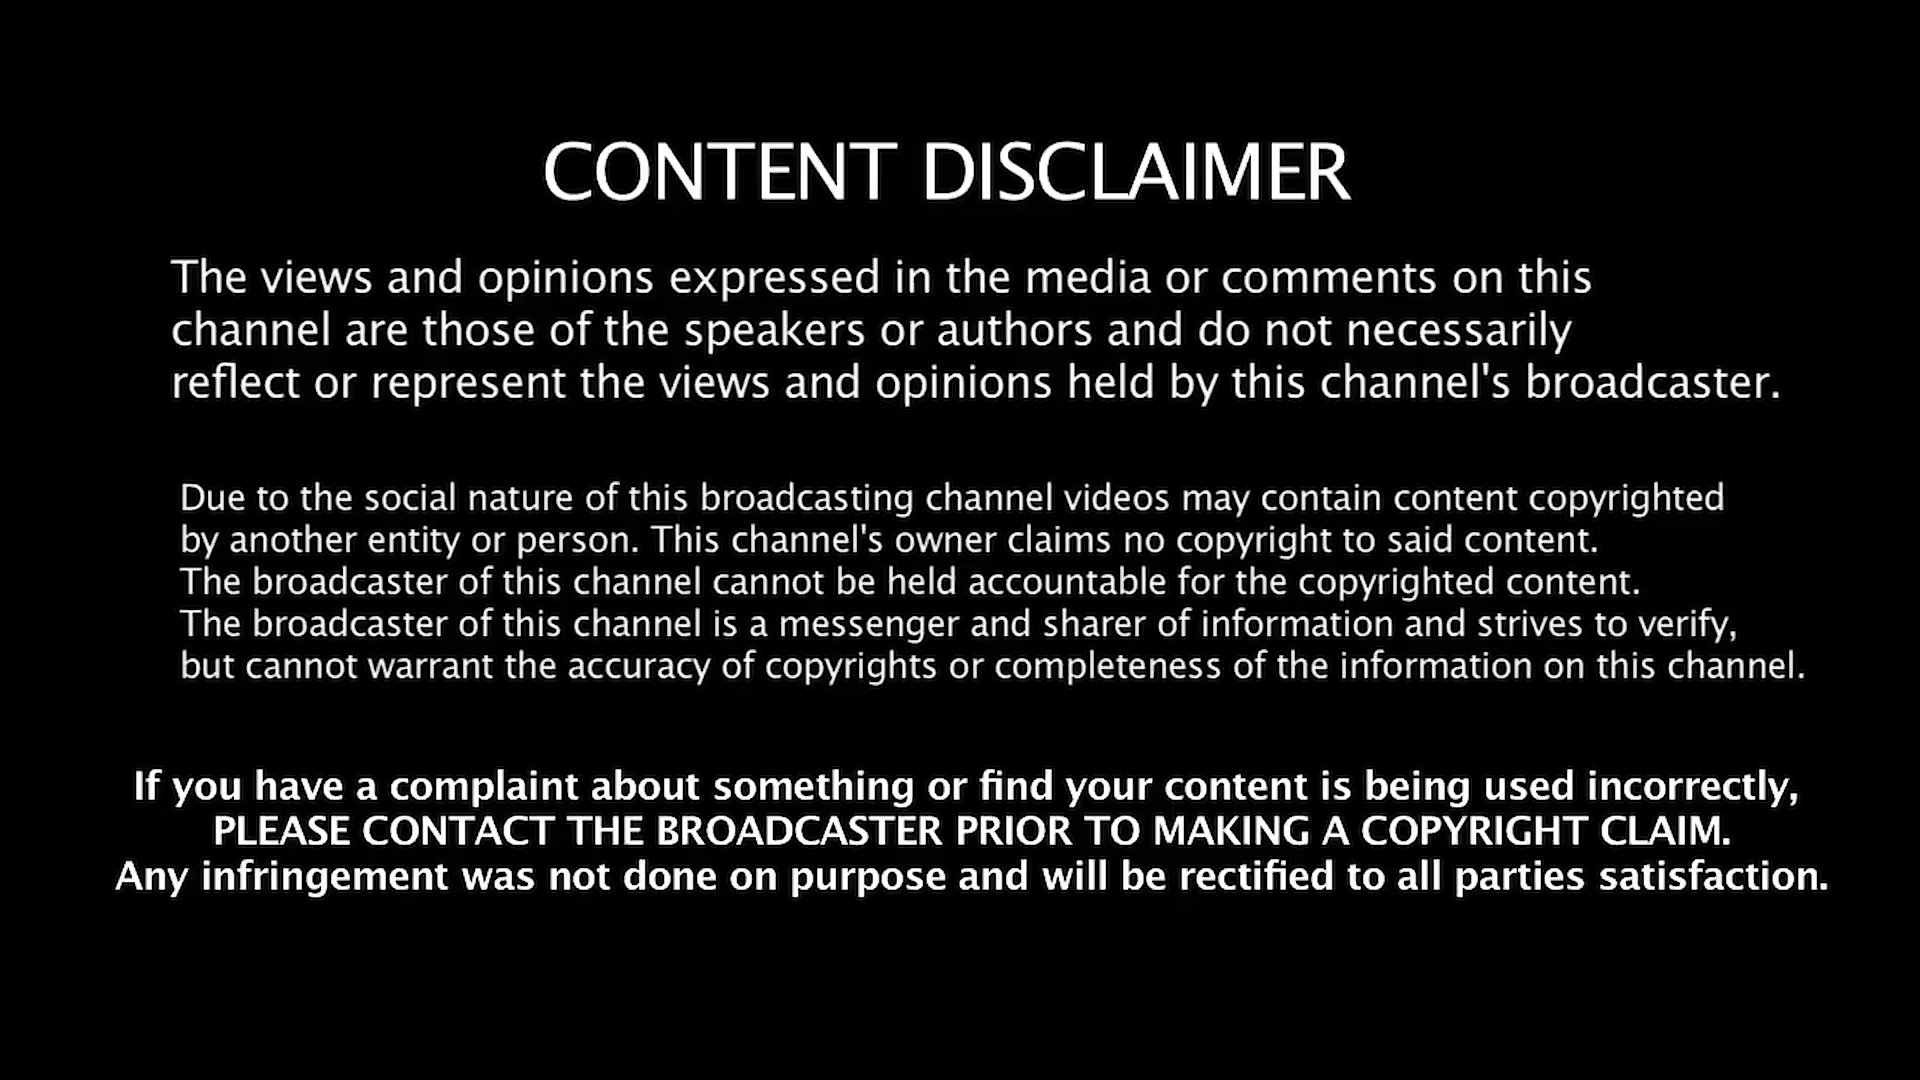 CONTENT DISCLAIMER
The views and opinions expressed in the media or comments on this
channel are those of the speakers or authors and do not necessarily
reflect or represent the views and opinions held by this channel's broadcaster.
Due to the social nature of this broadcasting channel videos may contain content copyrighted
by another entity or person. This channel's owner claims no copyright to said content.
The broadcaster of this channel cannot be held accountable for the copyrighted content.
The broadcaster of this channel is a messenger and sharer of information and strives to verify,
but cannot warrant the accuracy of copyrights or completeness of the information on this channel.
If you have a complaint about something or find your content is being used incorrectly,
PLEASE CONTACT THE BROADCASTER PRIOR TO MAKING A COPYRIGHT CLAIM.
Any infringement was not done on purpose and will be rectified to all parties satisfaction.